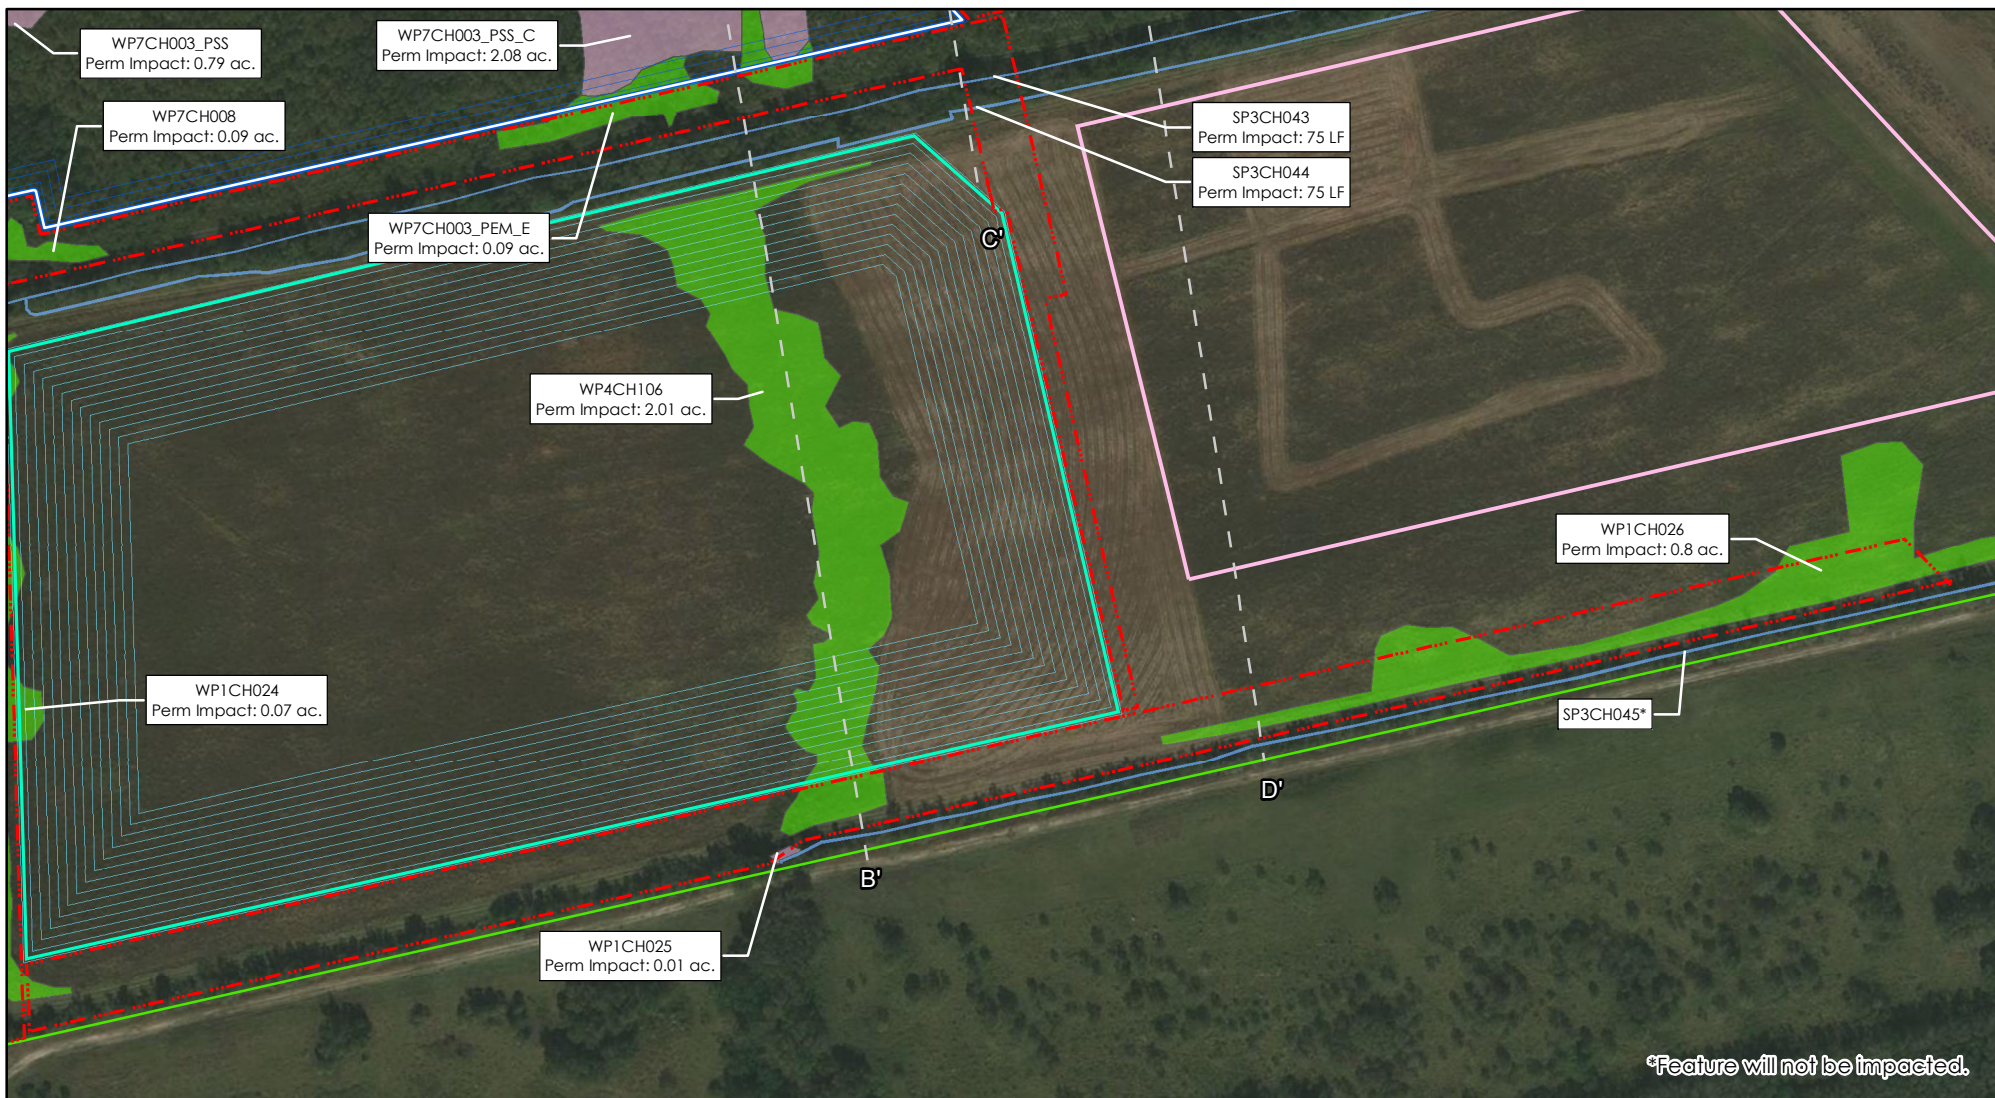 WP7CH003_PSS
Perm Impact: 0.79 ac.
WP7CH003_PSS_C
Perm Impact: 2.08 ac.
WP7CH008
Perm Impact: 0.09 ac.
SP3CH043
Perm Impact: 75 LF
SP3CH044
Perm Impact: 75 LF
WP7CH003_PEM_E
Perm Impact: 0.09 ac.
C'
WP4CH106
Perm Impact: 2.01 ac.
WP1CH026
Perm Impact: 0.8 ac.
WP1CH024
Perm Impact: 0.07 ac.
SP3CH045*
D'
B'
WP1CH025
Perm Impact: 0.01 ac.
*Feature will not be impacted.